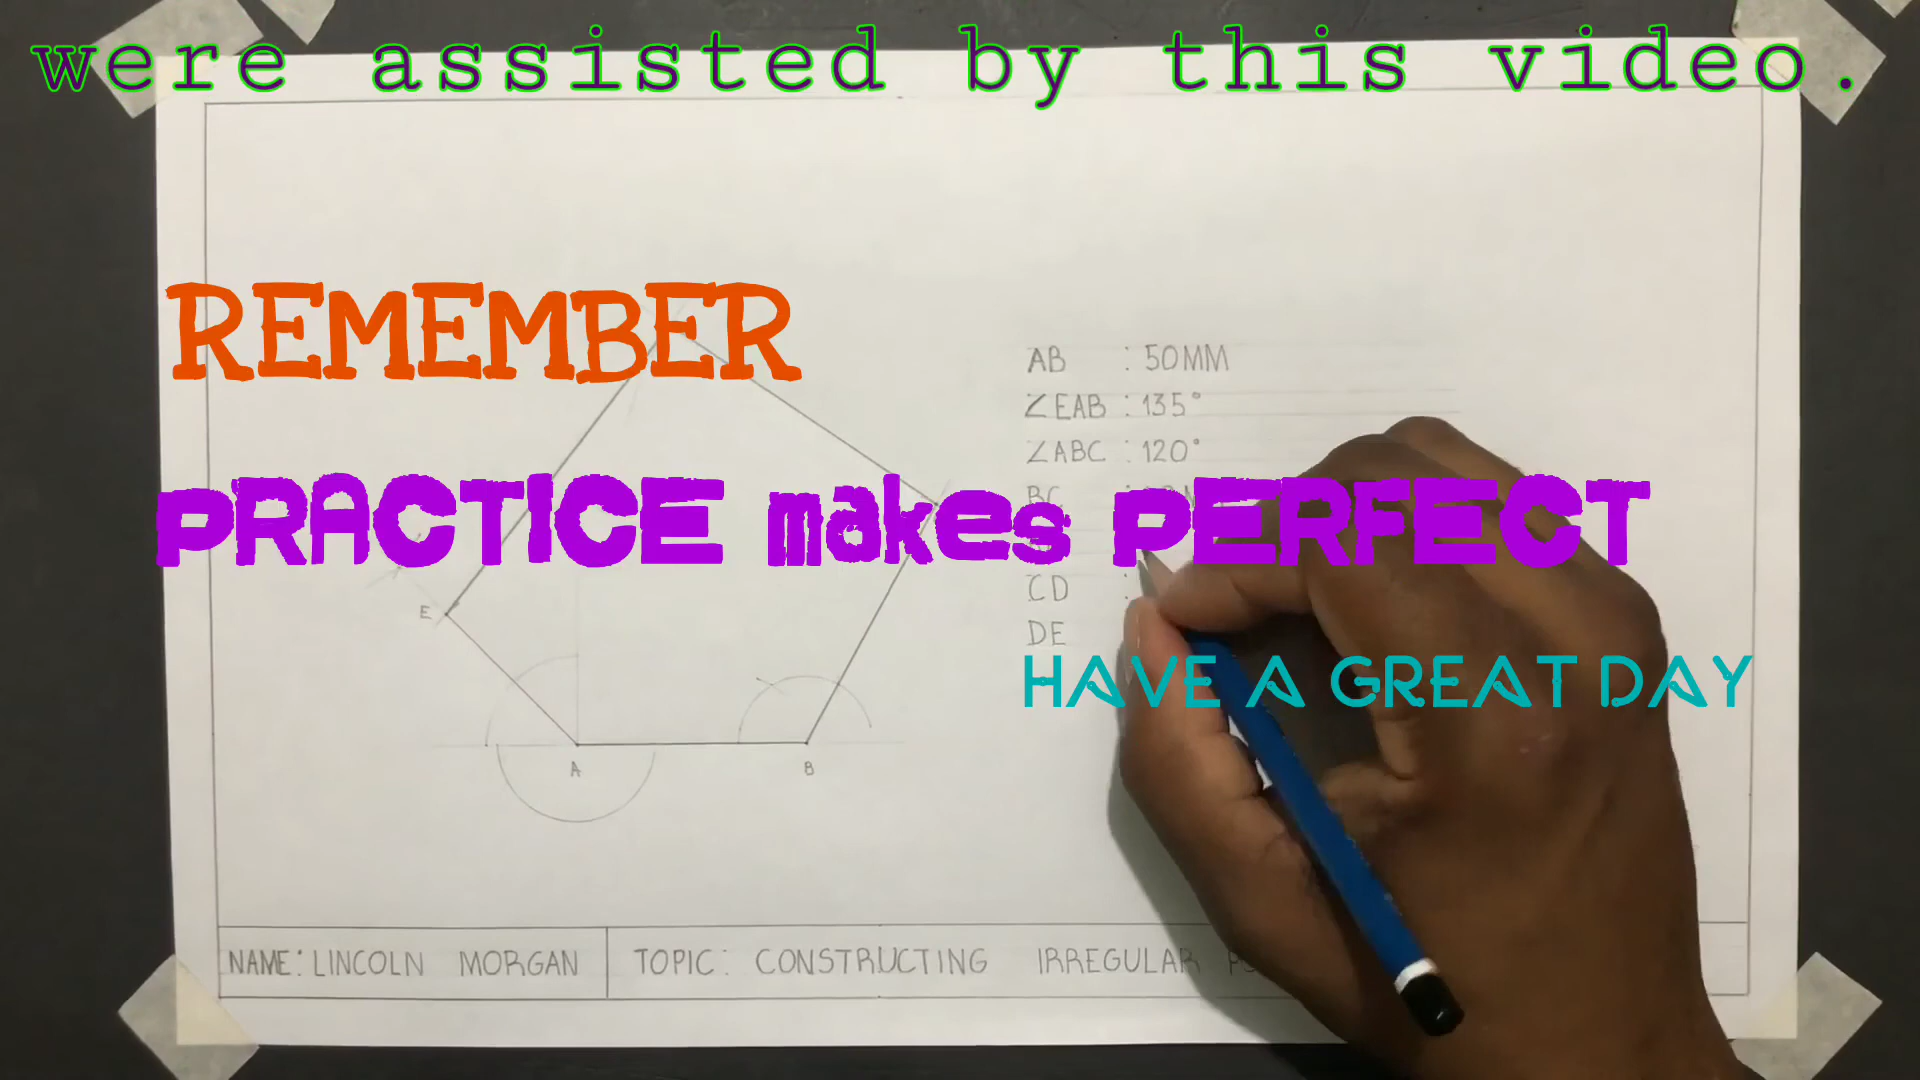 were assisted by this video.
REMEMBER
AB : 50MM
∠EAB : 135°
∠ABC : 120°
BC :
PRACTICE makes PERFECT
CD :
E
DE
HAVE A GREAT DAY
A
B
NAME: LINCOLN MORGAN
TOPIC: CONSTRUCTING IRREGULAR